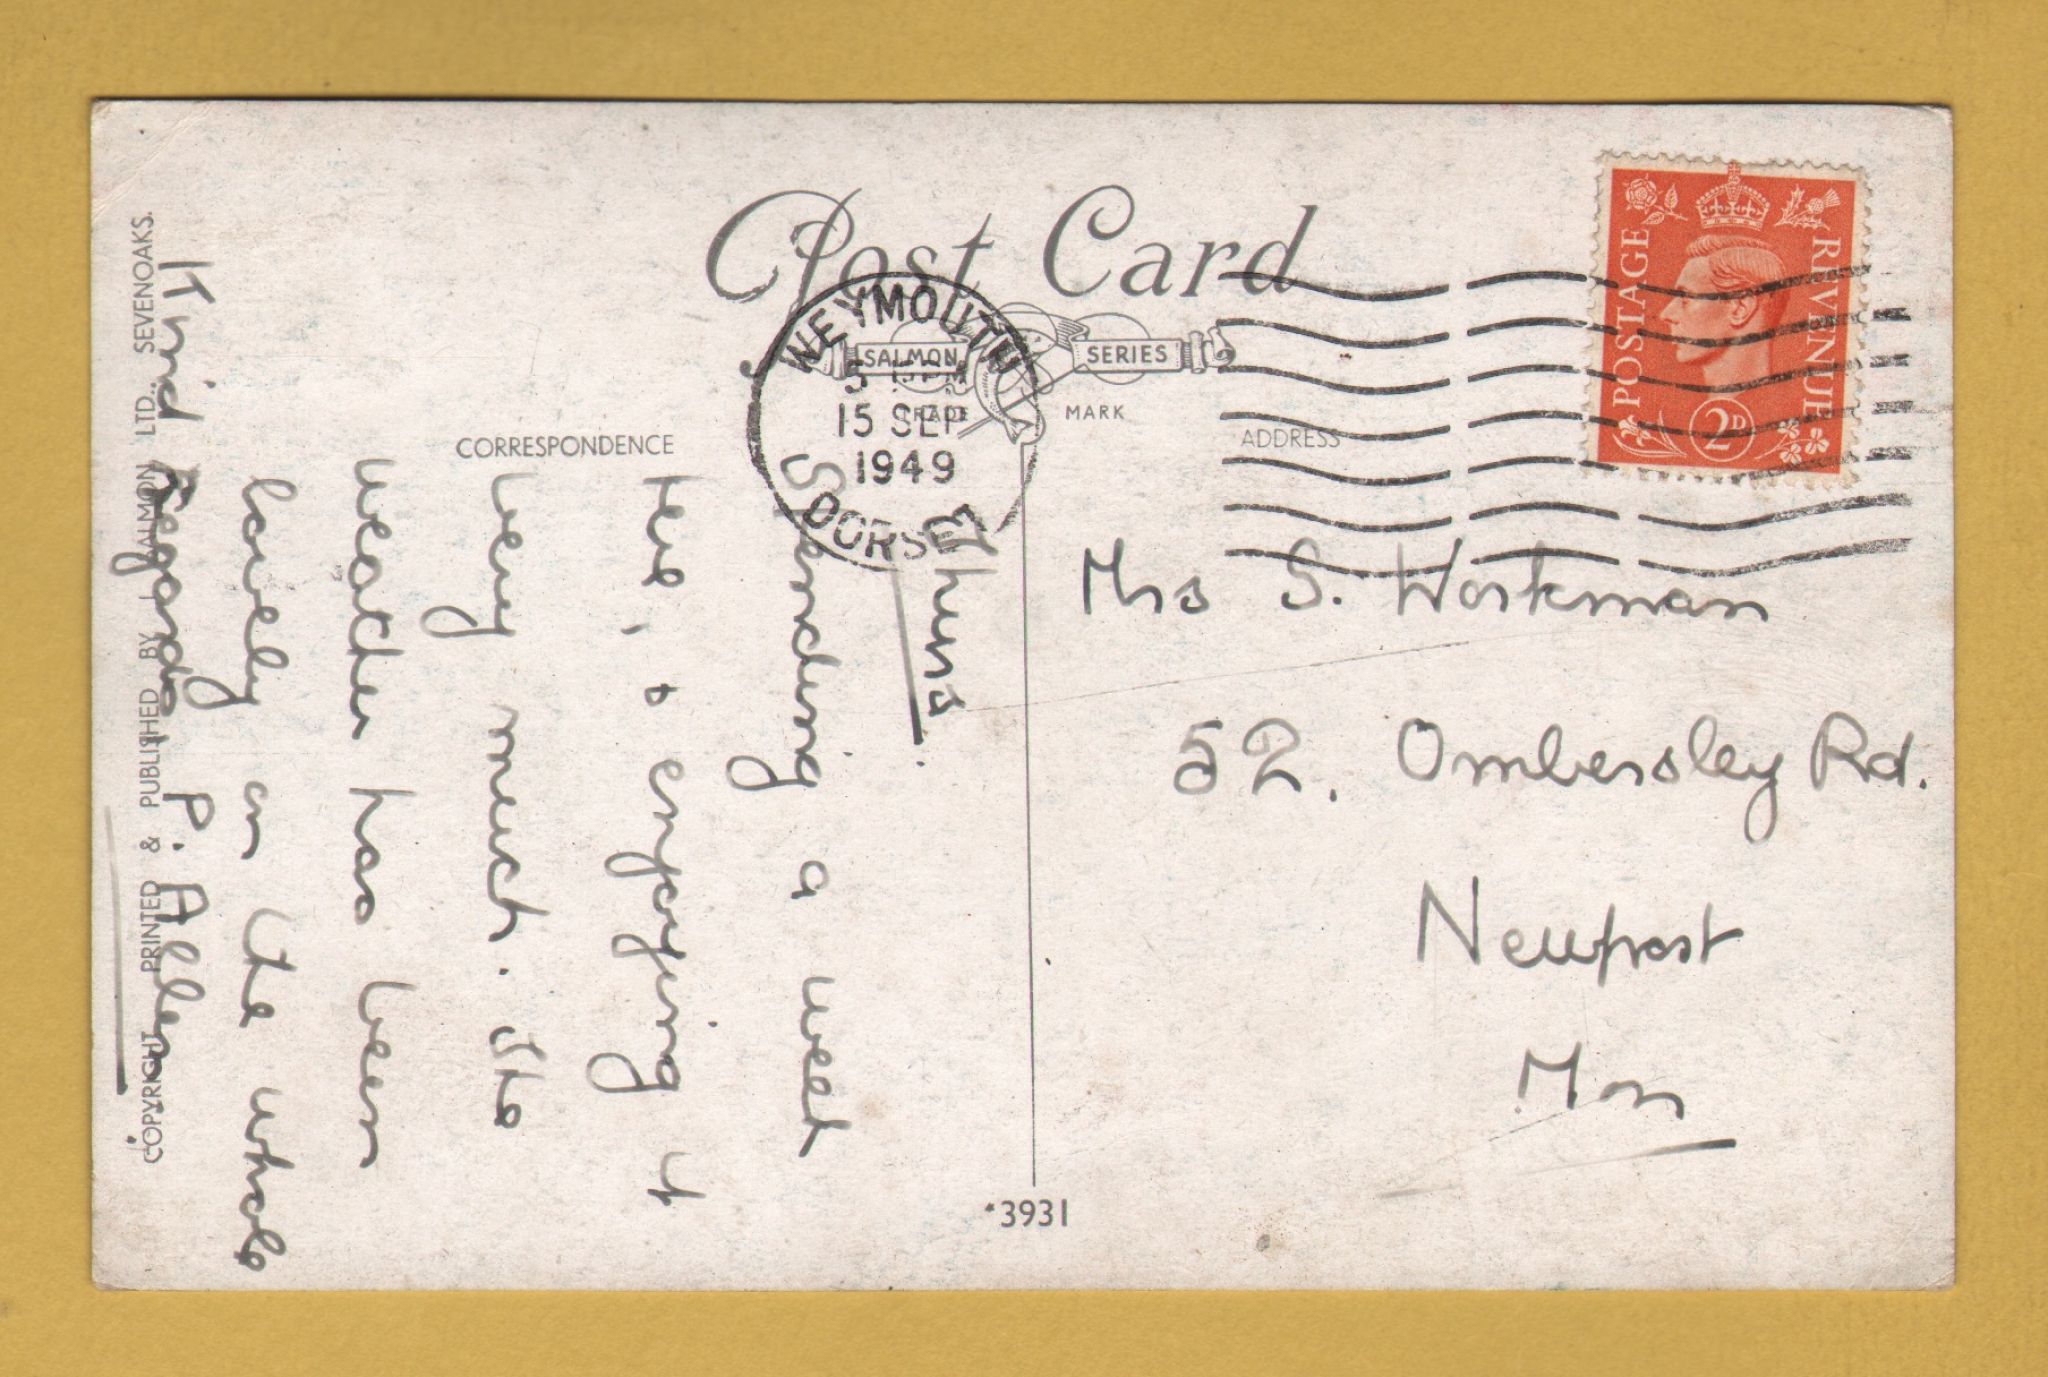 Post Card
SALMON SERIES
TRADE MARK
CORRESPONDENCE
ADDRESS
WEYMOUTH
15 SEP
1949
DORSET
POSTAGE
REVENUE
2D
Thurs.
Spending a week
here, & enjoying it
very much. The
weather has been
lovely on the whole
Kind Regards, P. Allen.
Mrs S. Workman
52, Ombersley Rd.
Newport
Mon
*3931
COPYRIGHT PRINTED & PUBLISHED BY J. SALMON LTD., SEVENOAKS.